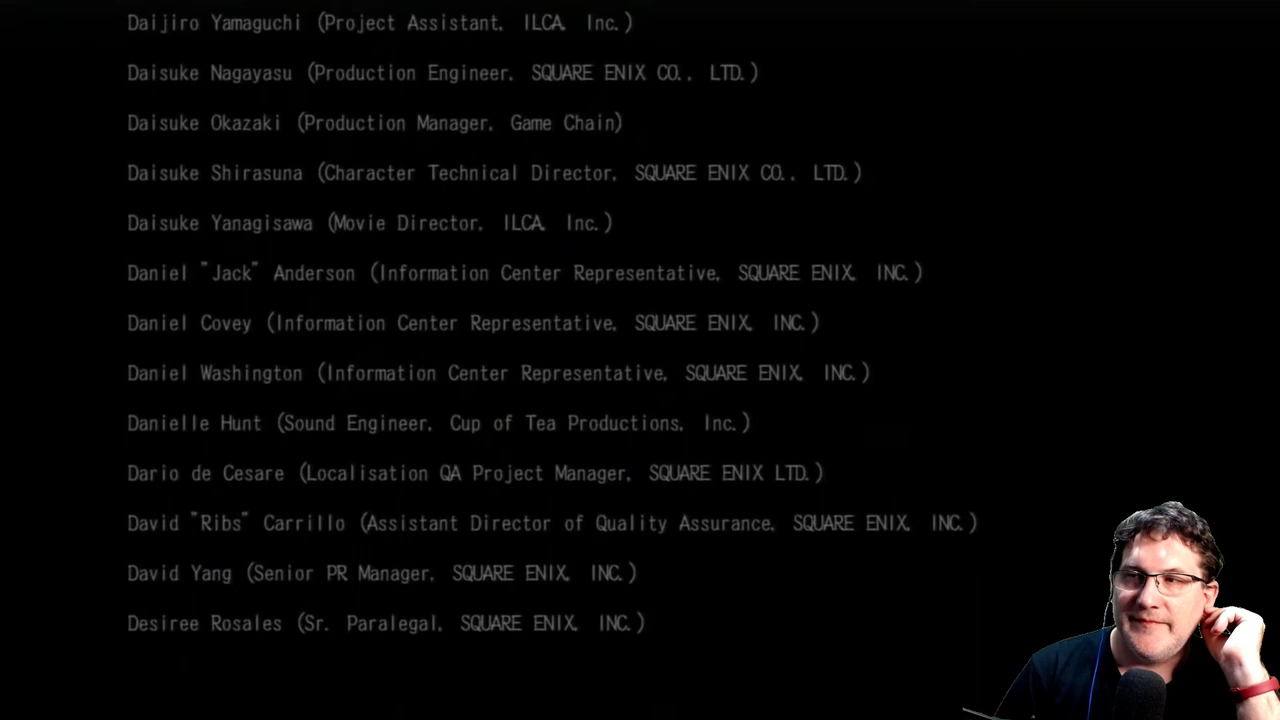 Daijiro Yamaguchi (Project Assistant, ILCA, Inc.)
Daisuke Nagayasu (Production Engineer, SQUARE ENIX CO., LTD.)
Daisuke Okazaki (Production Manager, Game Chain)
Daisuke Shirasuna (Character Technical Director, SQUARE ENIX CO., LTD.)
Daisuke Yanagisawa (Movie Director, ILCA, Inc.)
Daniel "Jack" Anderson (Information Center Representative, SQUARE ENIX, INC.)
Daniel Covey (Information Center Representative, SQUARE ENIX, INC.)
Daniel Washington (Information Center Representative, SQUARE ENIX, INC.)
Danielle Hunt (Sound Engineer, Cup of Tea Productions, Inc.)
Dario de Cesare (Localisation QA Project Manager, SQUARE ENIX LTD.)
David "Ribs" Carrillo (Assistant Director of Quality Assurance, SQUARE ENIX, INC.)
David Yang (Senior PR Manager, SQUARE ENIX, INC.)
Desiree Rosales (Sr. Paralegal, SQUARE ENIX, INC.)